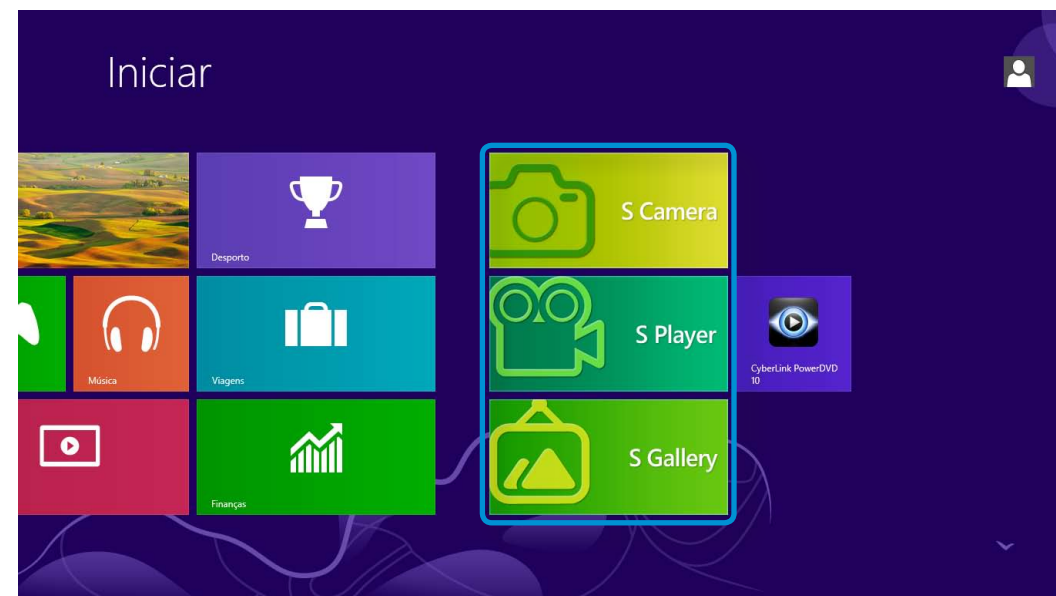 Iniciar
Desporto
S Camera
Música
Viagens
S Player
CyberLink PowerDVD
10
Finanças
S Gallery